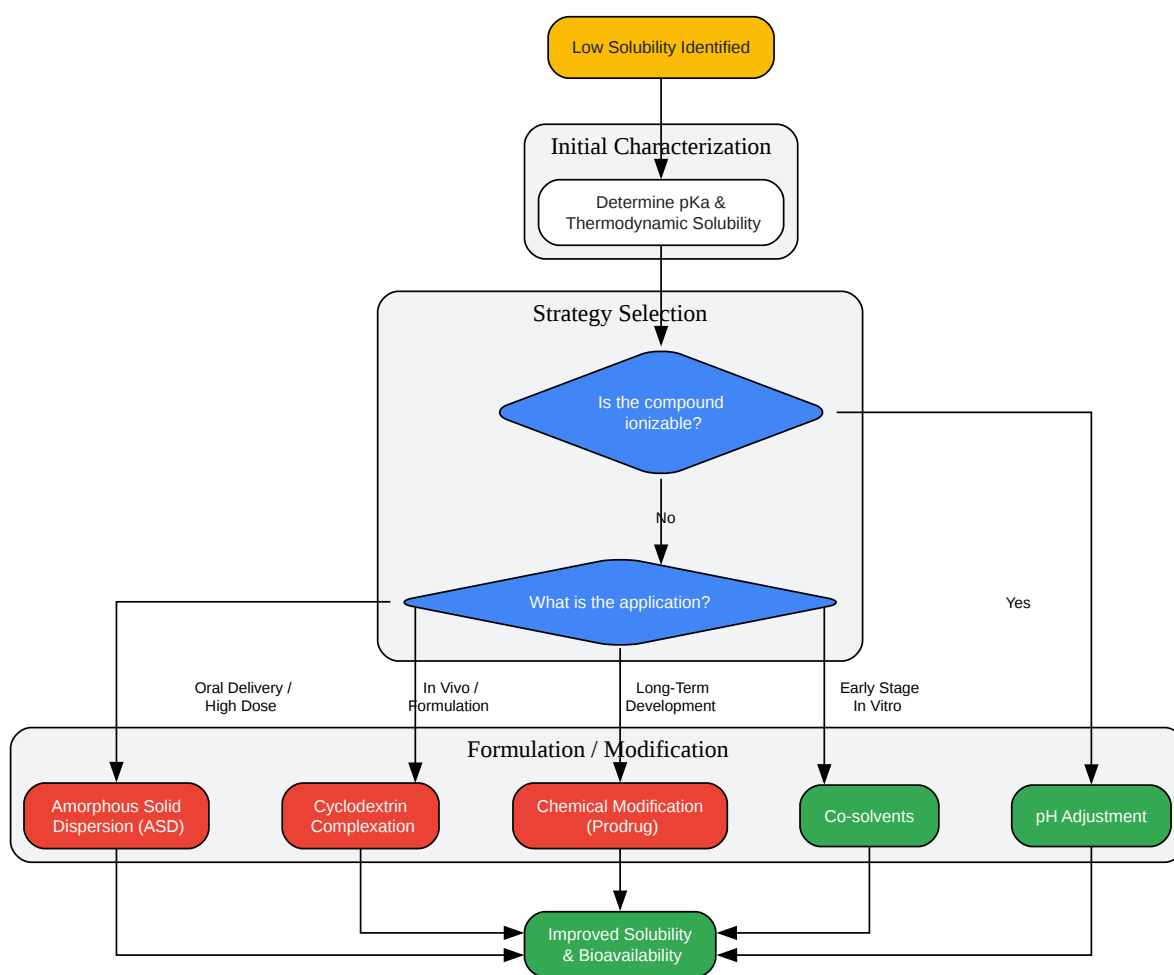 Low Solubility Identified
Initial Characterization
Determine pKa &
Thermodynamic Solubility
Strategy Selection
Is the compound
ionizable?
No
What is the application?
Yes
Oral Delivery /
High Dose
In Vivo /
Formulation
Long-Term
Development
Early Stage
In Vitro
Formulation / Modification
Amorphous Solid
Dispersion (ASD)
Cyclodextrin
Complexation
Chemical Modification
(Prodrug)
Co-solvents
pH Adjustment
Improved Solubility
& Bioavailability